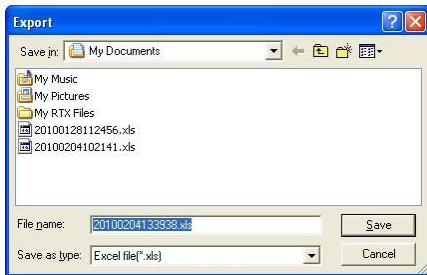 Export
Save in: My Documents
My Music
My Pictures
My RTX Files
20100128112456.xls
20100204102141.xls
File name: 20100204133938.xls Save
Save as type: Excel file(*.xls) Cancel